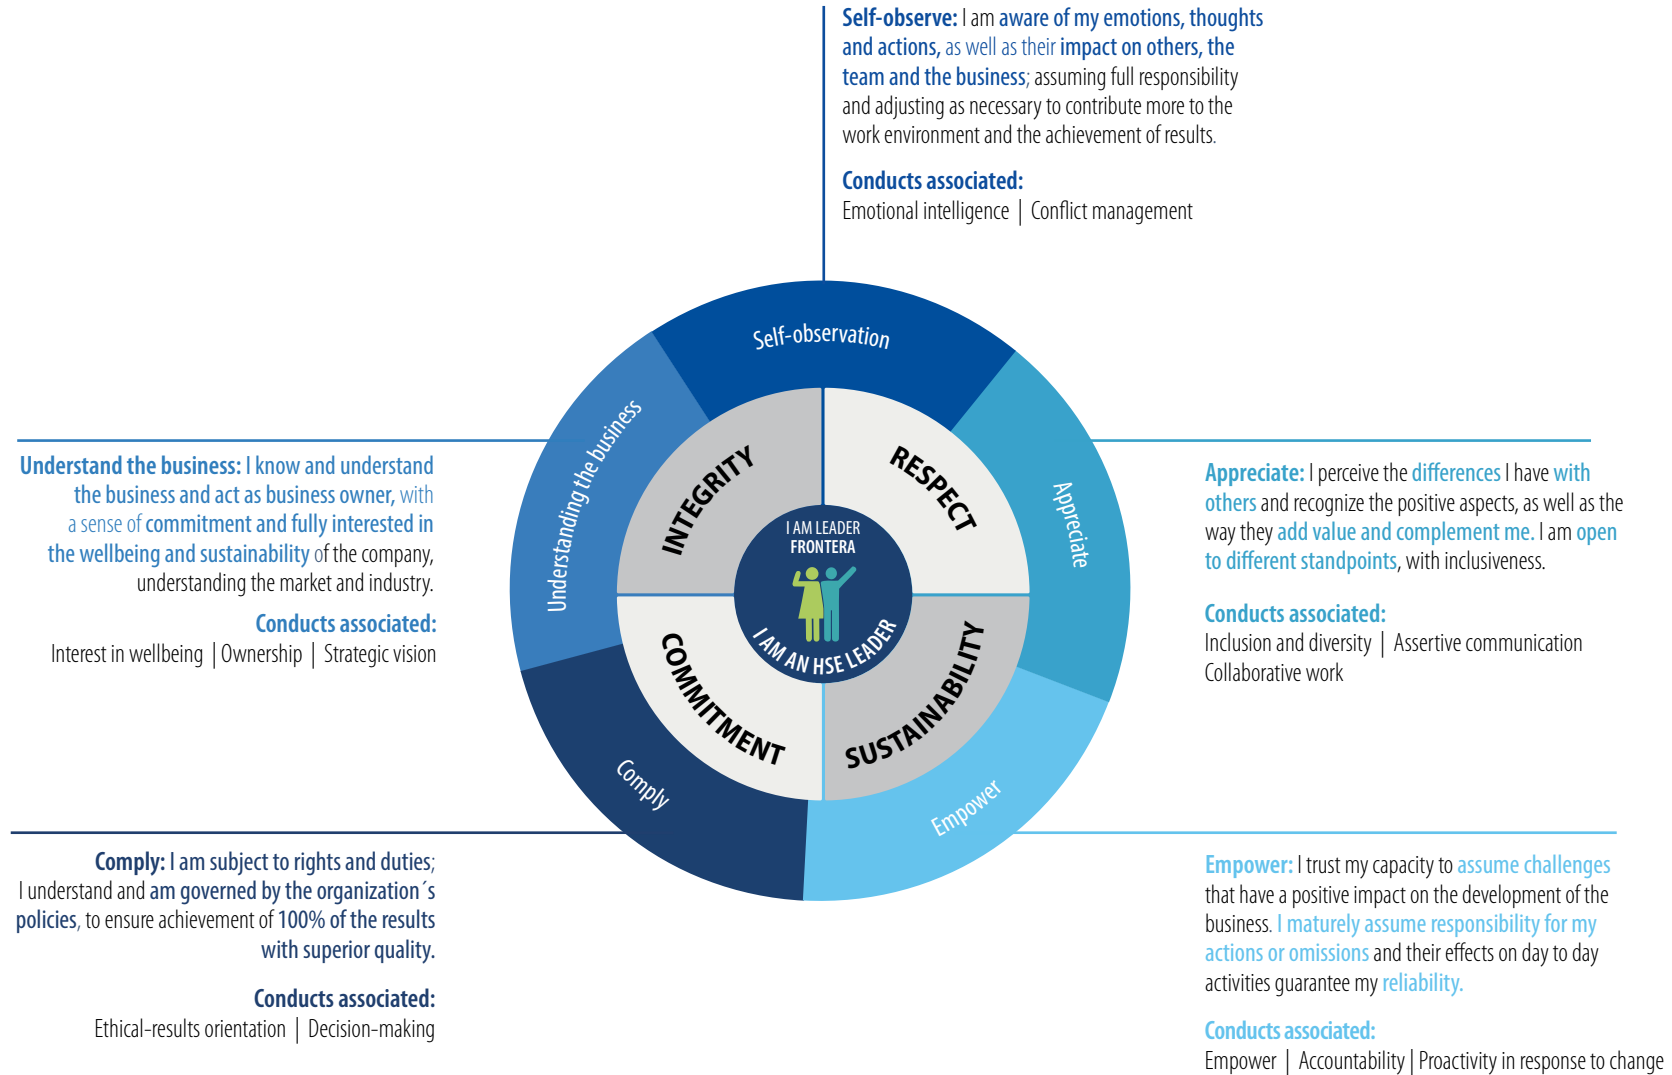 Self-observe: I am aware of my emotions, thoughts
and actions, as well as their impact on others, the
team and the business; assuming full responsibility
and adjusting as necessary to contribute more to the
work environment and the achievement of results.
Conducts associated:
Emotional intelligence | Conflict management
Self-observation
Understanding the business
Appreciate
Comply
Empower
INTEGRITY
RESPECT
COMMITMENT
SUSTAINABILITY
I AM LEADER
FRONTERA
I AM AN HSE LEADER
Understand the business: I know and understand
the business and act as business owner, with
a sense of commitment and fully interested in
the wellbeing and sustainability of the company,
understanding the market and industry.
Conducts associated:
Interest in wellbeing | Ownership | Strategic vision
Appreciate: I perceive the differences I have with
others and recognize the positive aspects, as well as the
way they add value and complement me. I am open
to different standpoints, with inclusiveness.
Conducts associated:
Inclusion and diversity | Assertive communication
Collaborative work
Comply: I am subject to rights and duties;
I understand and am governed by the organization´s
policies, to ensure achievement of 100% of the results
with superior quality.
Conducts associated:
Ethical-results orientation | Decision-making
Empower: I trust my capacity to assume challenges
that have a positive impact on the development of the
business. I maturely assume responsibility for my
actions or omissions and their effects on day to day
activities guarantee my reliability.
Conducts associated:
Empower | Accountability | Proactivity in response to change